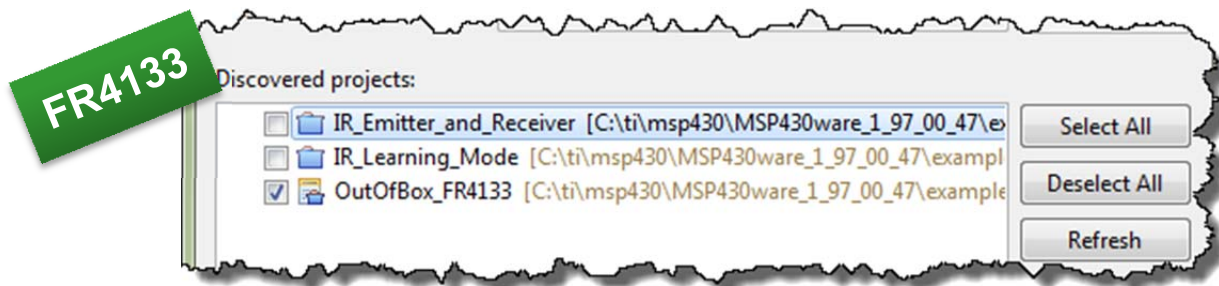 FR4133
Discovered projects:
IR_Emitter_and_Receiver [C:\ti\msp430\MSP430ware_1_97_00_47\ex
Select All
IR_Learning_Mode [C:\ti\msp430\MSP430ware_1_97_00_47\exampl
Deselect All
OutOfBox_FR4133 [C:\ti\msp430\MSP430ware_1_97_00_47\example
Refresh